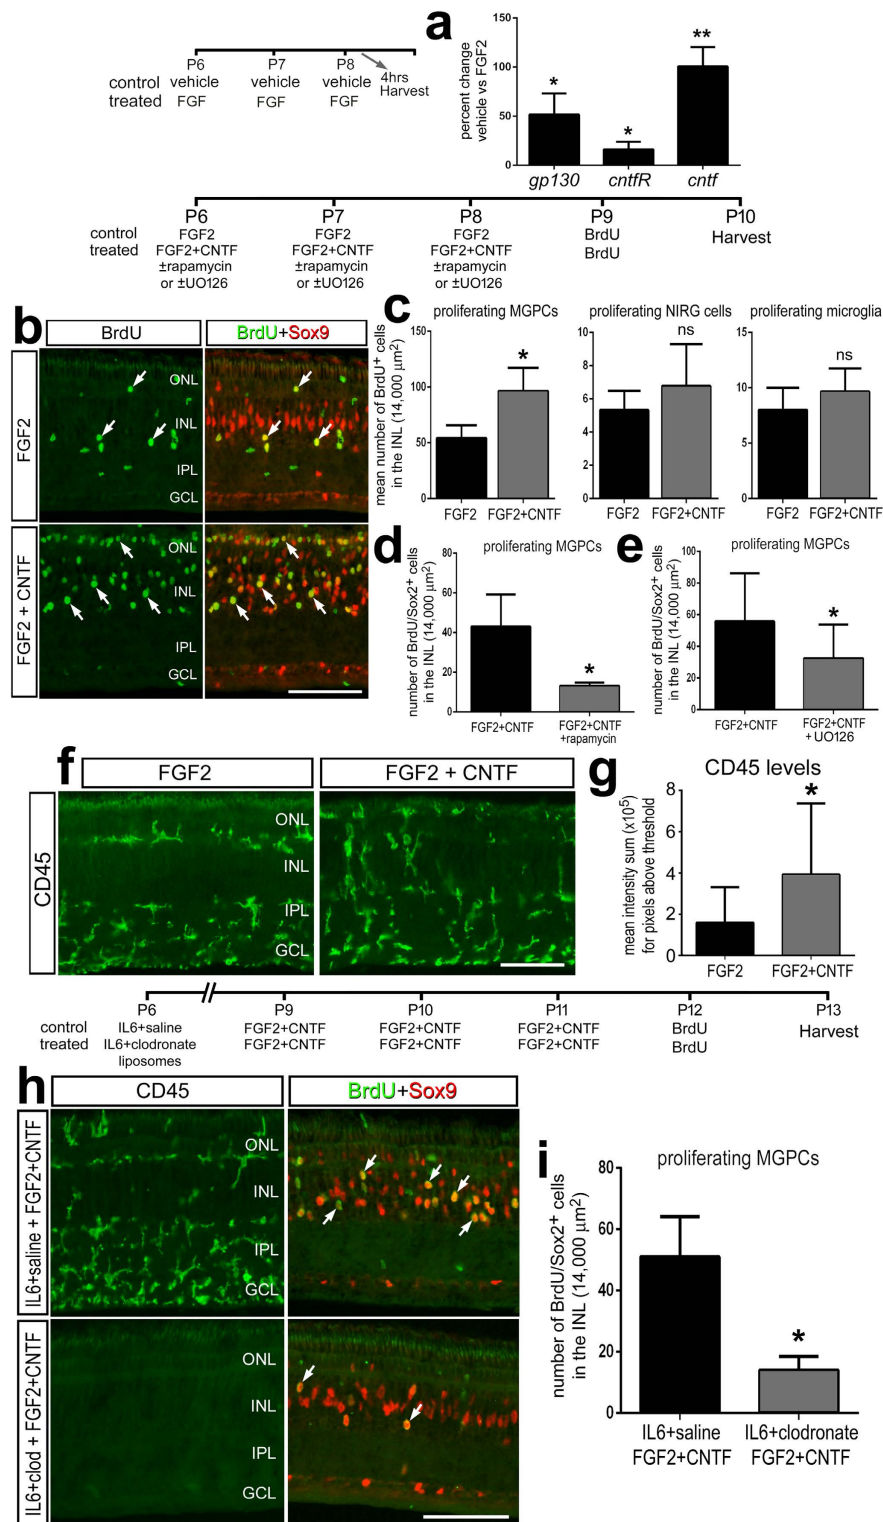 a
P6 P7 P8
control vehicle vehicle vehicle 4hrs
treated FGF FGF FGF Harvest
percent change
vehicle vs FGF2
150
100
50
0
* * **
gp130 cntfR cntf
P6 P7 P8 P9 P10
control FGF2 FGF2 FGF2 BrdU Harvest
treated FGF2+CNTF FGF2+CNTF FGF2+CNTF BrdU
±rapamycin ±rapamycin ±rapamycin
or ±UO126 or ±UO126 or ±UO126
b
BrdU BrdU+Sox9
FGF2
ONL
INL
IPL
GCL
FGF2 + CNTF
ONL
INL
IPL
GCL
c
proliferating MGPCs proliferating NIRG cells proliferating microglia
mean number of BrdU+ cells
in the INL (14,000 µm2)
150
100
50
0
*
FGF2 FGF2+CNTF
10
8
6
4
2
0
ns
FGF2 FGF2+CNTF
15
10
5
0
ns
FGF2 FGF2+CNTF
d
proliferating MGPCs
number of BrdU/Sox2+ cells
in the INL (14,000 µm2)
80
60
40
20
0
*
FGF2+CNTF FGF2+CNTF
+rapamycin
e
proliferating MGPCs
number of BrdU/Sox2+ cells
in the INL (14,000 µm2)
100
80
60
40
20
0
*
FGF2+CNTF FGF2+CNTF
+ UO126
f
FGF2 FGF2 + CNTF
CD45
ONL
INL
IPL
GCL
g
CD45 levels
mean intensity sum (x105)
for pixels above threshold
8
6
4
2
0
*
FGF2 FGF2+CNTF
P6 P9 P10 P11 P12 P13
control IL6+saline FGF2+CNTF FGF2+CNTF FGF2+CNTF BrdU Harvest
treated IL6+clodronate FGF2+CNTF FGF2+CNTF FGF2+CNTF BrdU
liposomes
h
CD45 BrdU+Sox9
IL6+saline + FGF2+CNTF
ONL
INL
IPL
GCL
IL6+clod + FGF2+CNTF
ONL
INL
IPL
GCL
i
proliferating MGPCs
number of BrdU/Sox2+ cells
in the INL (14,000 µm2)
80
60
40
20
0
*
IL6+saline IL6+clodronate
FGF2+CNTF FGF2+CNTF